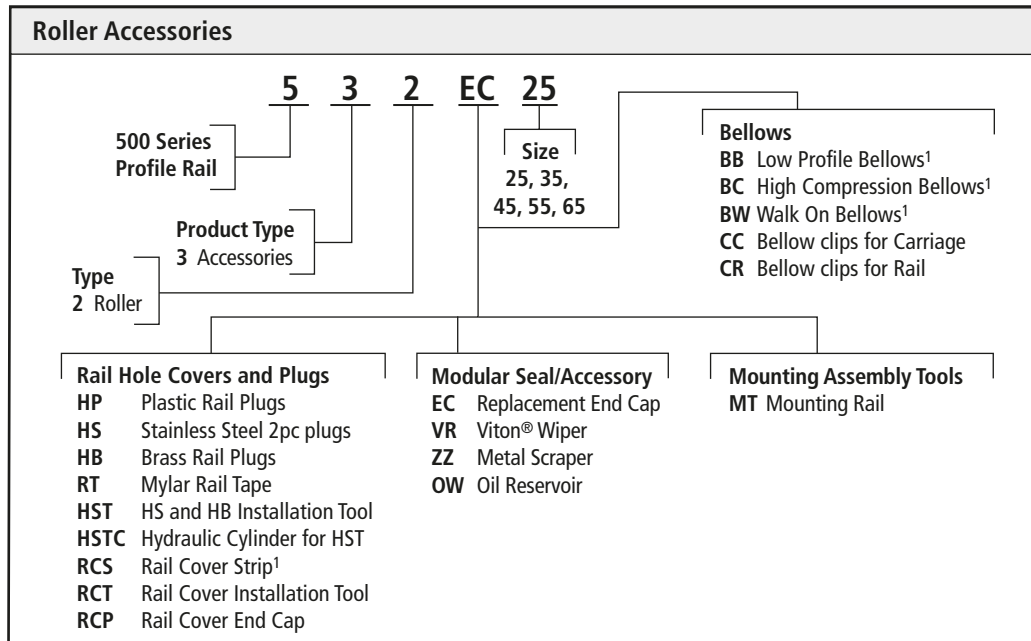 Roller Accessories
5 3 2 EC 25
500 Series
Profile Rail
Size
25, 35,
45, 55, 65
Product Type
3 Accessories
Type
2 Roller
Bellows
BB Low Profile Bellows¹
BC High Compression Bellows¹
BW Walk On Bellows¹
CC Bellow clips for Carriage
CR Bellow clips for Rail
Rail Hole Covers and Plugs
HP Plastic Rail Plugs
HS Stainless Steel 2pc plugs
HB Brass Rail Plugs
RT Mylar Rail Tape
HST HS and HB Installation Tool
HSTC Hydraulic Cylinder for HST
RCS Rail Cover Strip¹
RCT Rail Cover Installation Tool
RCP Rail Cover End Cap
Modular Seal/Accessory
EC Replacement End Cap
VR Viton® Wiper
ZZ Metal Scraper
OW Oil Reservoir
Mounting Assembly Tools
MT Mounting Rail